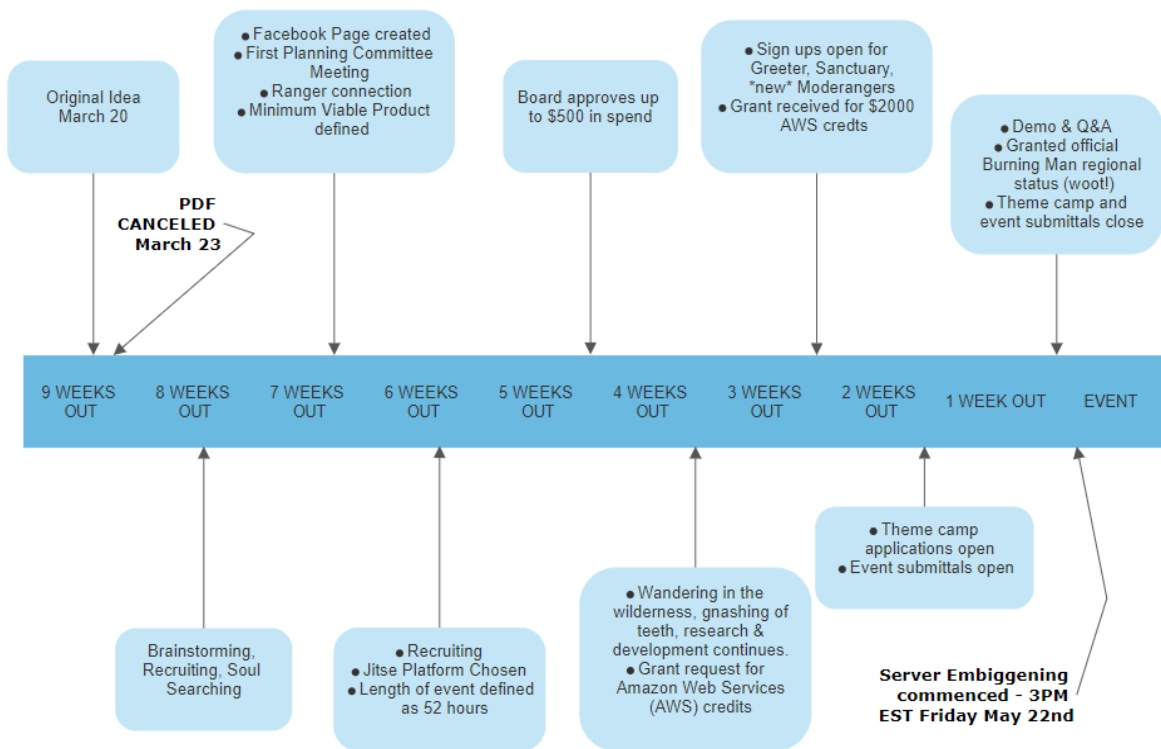 Original Idea
March 20
● Facebook Page created
● First Planning Committee
Meeting
● Ranger connection
● Minimum Viable Product
defined
Board approves up
to $500 in spend
● Sign ups open for
Greeter, Sanctuary,
*new* Moderangers
● Grant received for $2000
AWS credts
● Demo & Q&A
● Granted official
Burning Man regional
status (woot!)
● Theme camp and
event submittals close
PDF
CANCELED
March 23
9 WEEKS
OUT
8 WEEKS
OUT
7 WEEKS
OUT
6 WEEKS
OUT
5 WEEKS
OUT
4 WEEKS
OUT
3 WEEKS
OUT
2 WEEKS
OUT
1 WEEK OUT
EVENT
Brainstorming,
Recruiting, Soul
Searching
● Recruiting
● Jitse Platform Chosen
● Length of event defined
as 52 hours
● Wandering in the
wilderness, gnashing of
teeth, research &
development continues.
● Grant request for
Amazon Web Services
(AWS) credits
● Theme camp
applications open
● Event submittals open
Server Embiggening
commenced - 3PM
EST Friday May 22nd